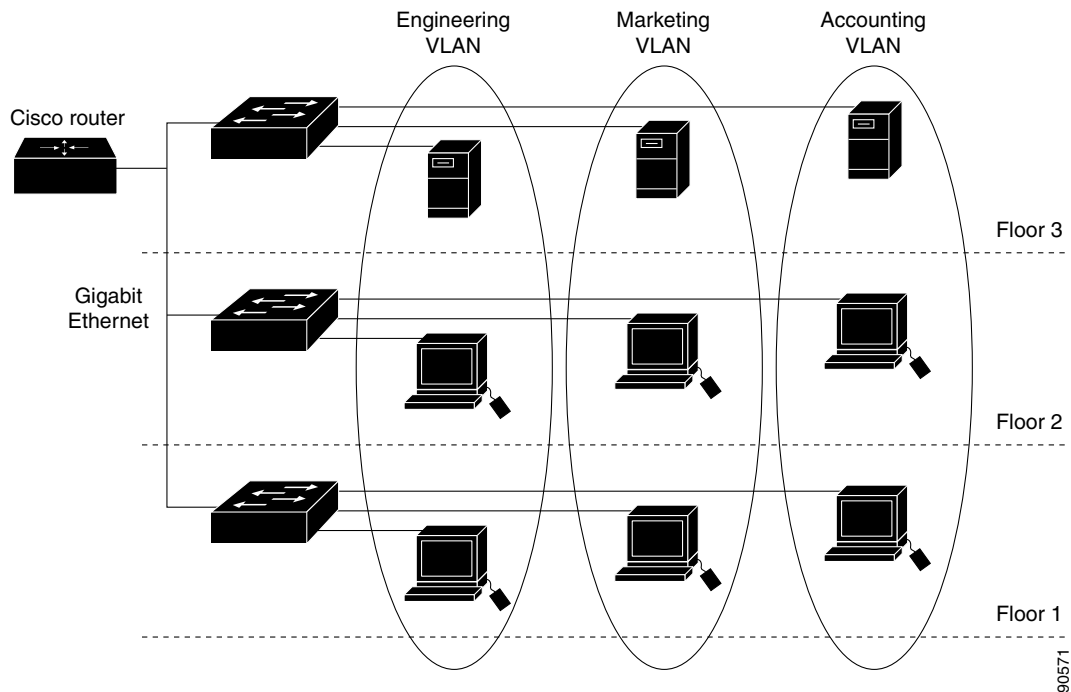 Engineering
VLAN
Marketing
VLAN
Accounting
VLAN
Cisco router
Floor 3
Gigabit
Ethernet
Floor 2
Floor 1
90571